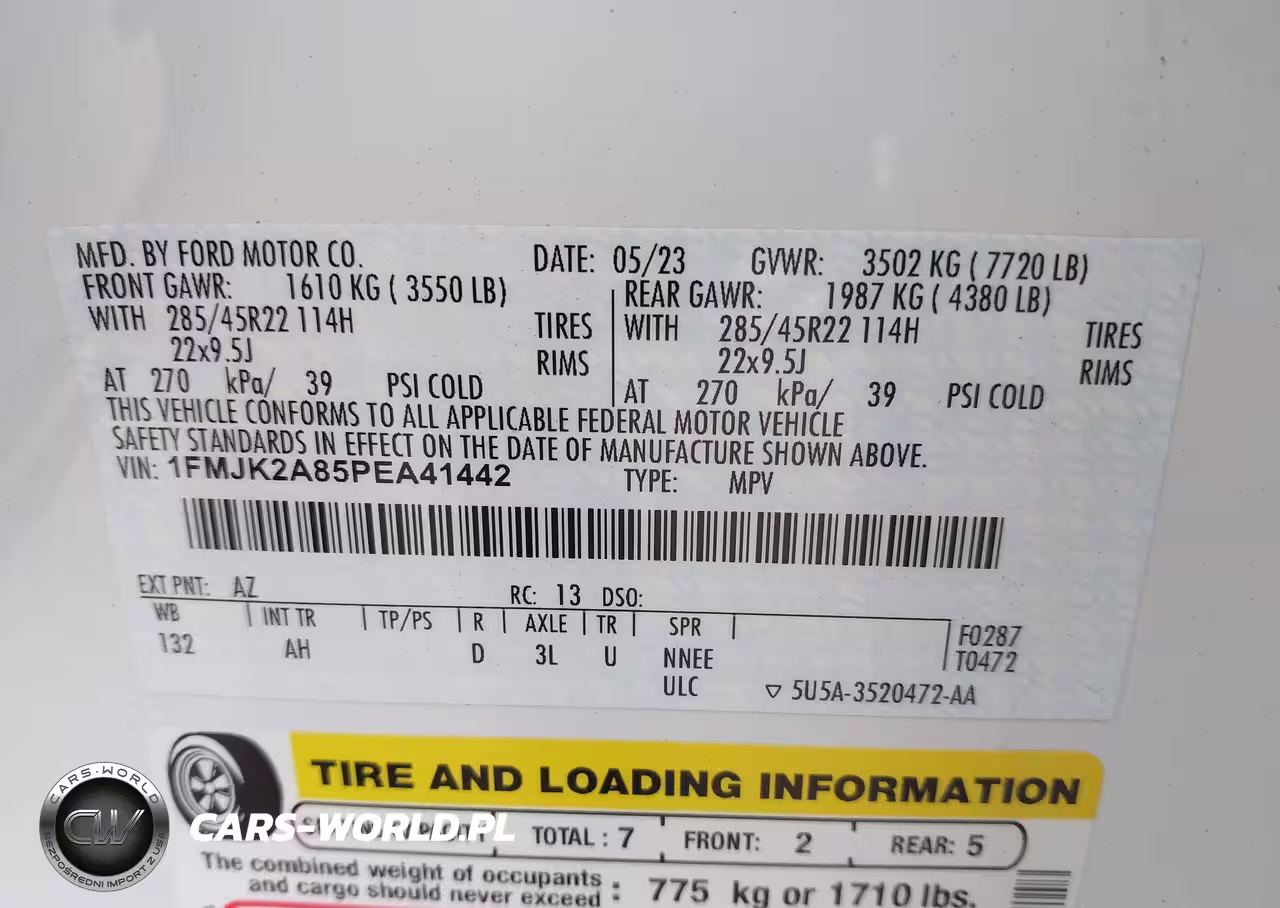 MFD. BY FORD MOTOR CO. DATE: 05/23 GVWR: 3502 KG ( 7720 LB)
FRONT GAWR: 1610 KG ( 3550 LB) REAR GAWR: 1987 KG ( 4380 LB)
WITH 285/45R22 114H TIRES WITH 285/45R22 114H TIRES
22x9.5J RIMS 22x9.5J RIMS
AT 270 kPa/ 39 PSI COLD AT 270 kPa/ 39 PSI COLD
THIS VEHICLE CONFORMS TO ALL APPLICABLE FEDERAL MOTOR VEHICLE
SAFETY STANDARDS IN EFFECT ON THE DATE OF MANUFACTURE SHOWN ABOVE.
VIN: 1FMJK2A85PEA41442 TYPE: MPV
EXT PNT: AZ RC: 13 DSO:
WB INT TR TP/PS R AXLE TR SPR F0287
132 AH D 3L U NNEE T0472
ULC ▽ 5U5A-3520472-AA
TIRE AND LOADING INFORMATION
TOTAL : 7 FRONT: 2 REAR: 5
The combined weight of occupants
and cargo should never exceed : 775 kg or 1710 lbs.
CARS-WORLD
CW
BEZPOŚREDNI IMPORT Z USA
CARS-WORLD.PL